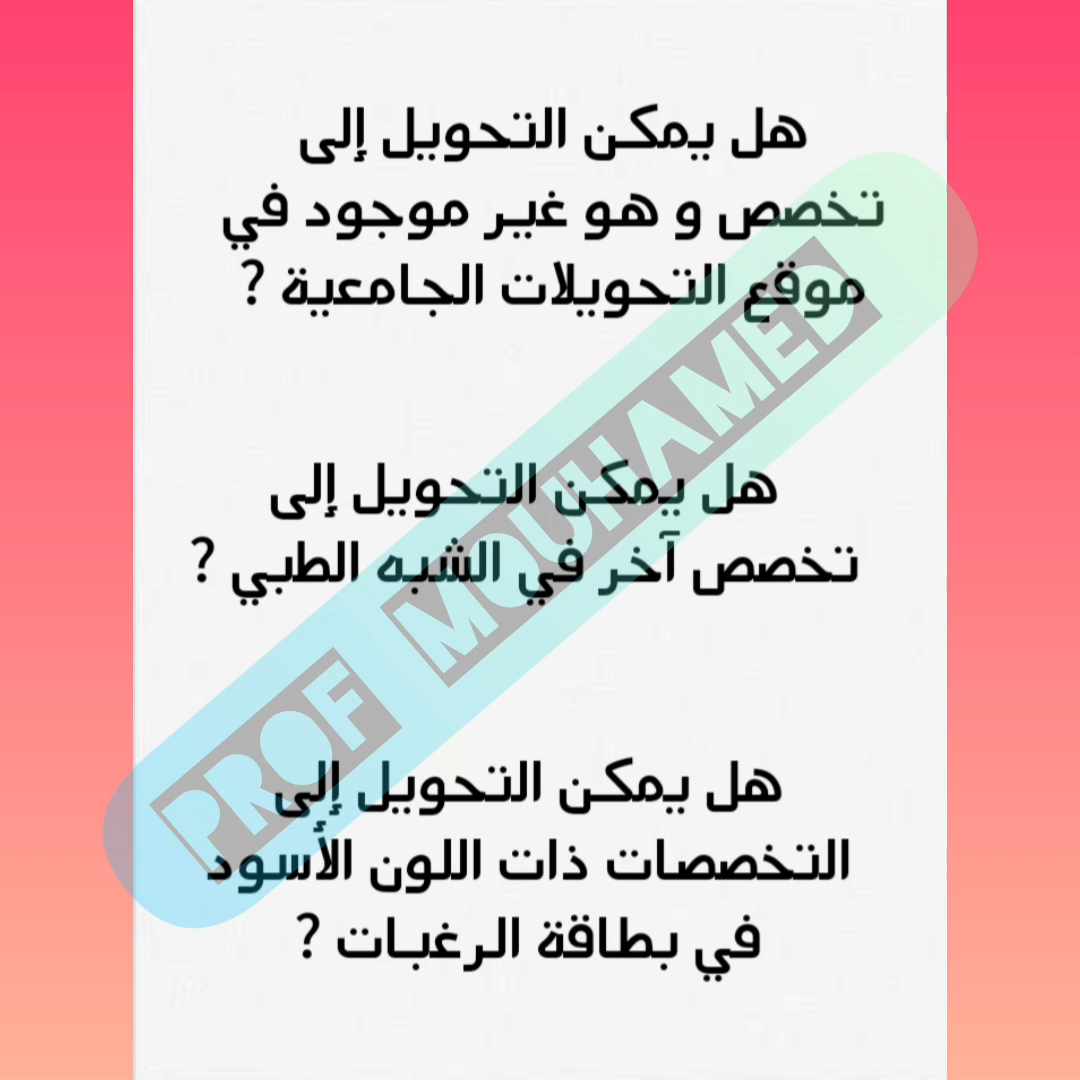 هل يمكن التحويل إلى
تخصص و هو غير موجود في
موقع التحويلات الجامعية ?
هل يمكن التحويل إلى
تخصص آخر في الشبه الطبي ?
هل يمكن التحويل إلى
التخصصات ذات اللون الأسود
في بطاقة الرغبات ?
PROF MOUHAMED